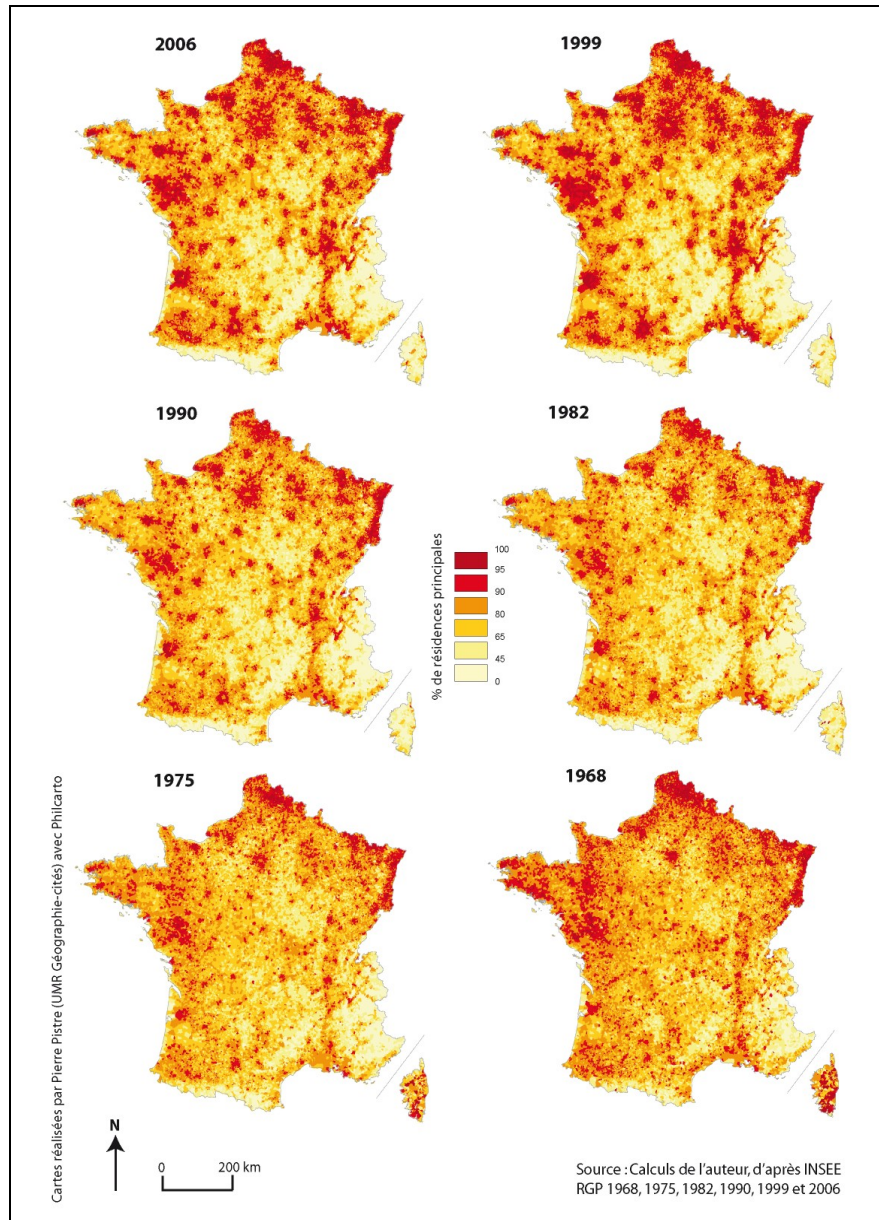 2006
1999
1990
1982
% de résidences principales
100
95
90
80
65
45
0
1975
1968
Cartes réalisées par Pierre Pistre (UMR Géographie-cités) avec Philcarto
N
0 200 km
Source : Calculs de l'auteur, d'après INSEE
RGP 1968, 1975, 1982, 1990, 1999 et 2006